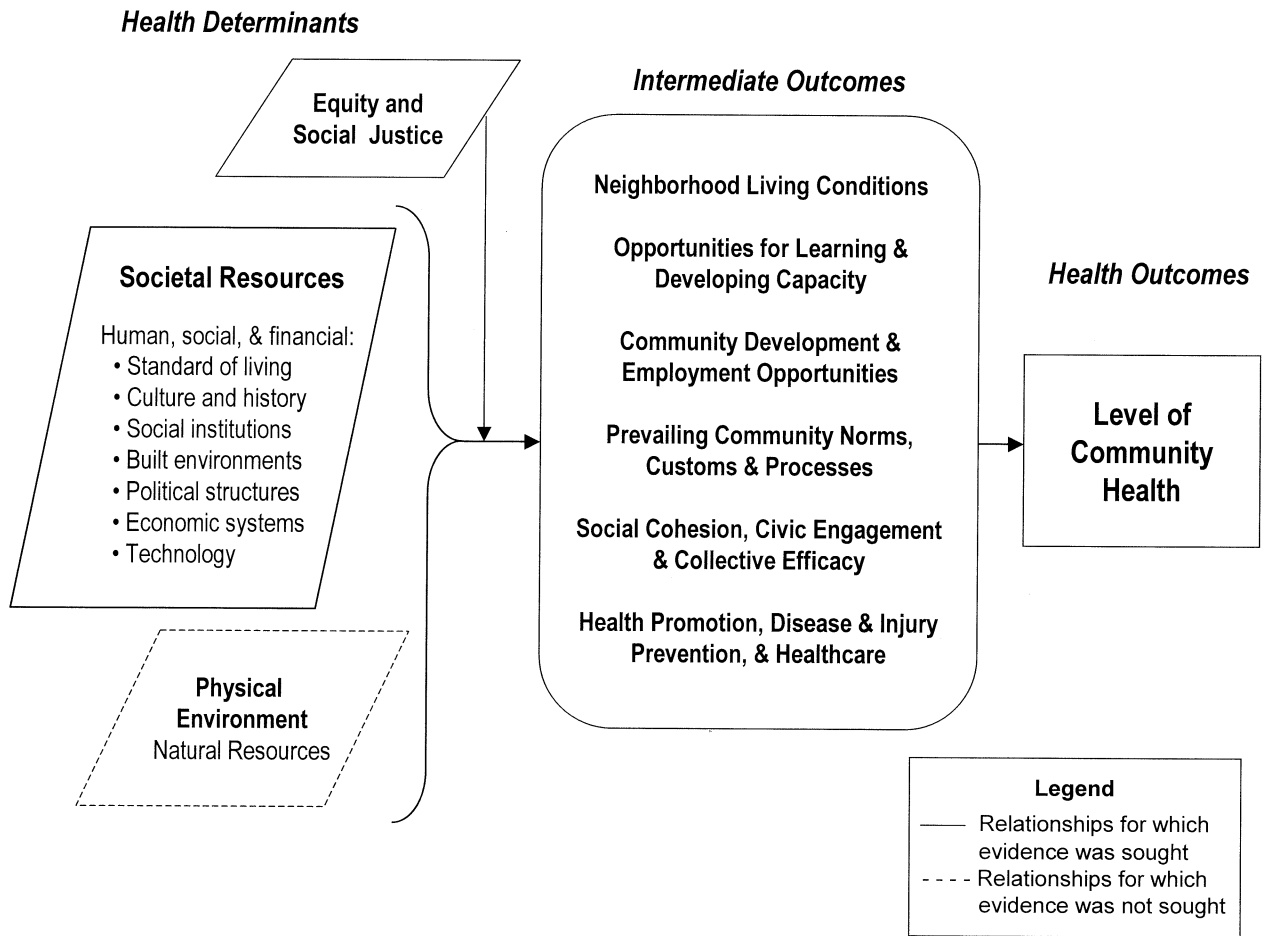 Health Determinants
Equity and
Social Justice
Societal Resources
Human, social, & financial:
• Standard of living
• Culture and history
• Social institutions
• Built environments
• Political structures
• Economic systems
• Technology
Physical
Environment
Natural Resources
Intermediate Outcomes
Neighborhood Living Conditions
Opportunities for Learning &
Developing Capacity
Community Development &
Employment Opportunities
Prevailing Community Norms,
Customs & Processes
Social Cohesion, Civic Engagement
& Collective Efficacy
Health Promotion, Disease & Injury
Prevention, & Healthcare
Health Outcomes
Level of
Community
Health
Legend
Relationships for which
evidence was sought
Relationships for which
evidence was not sought